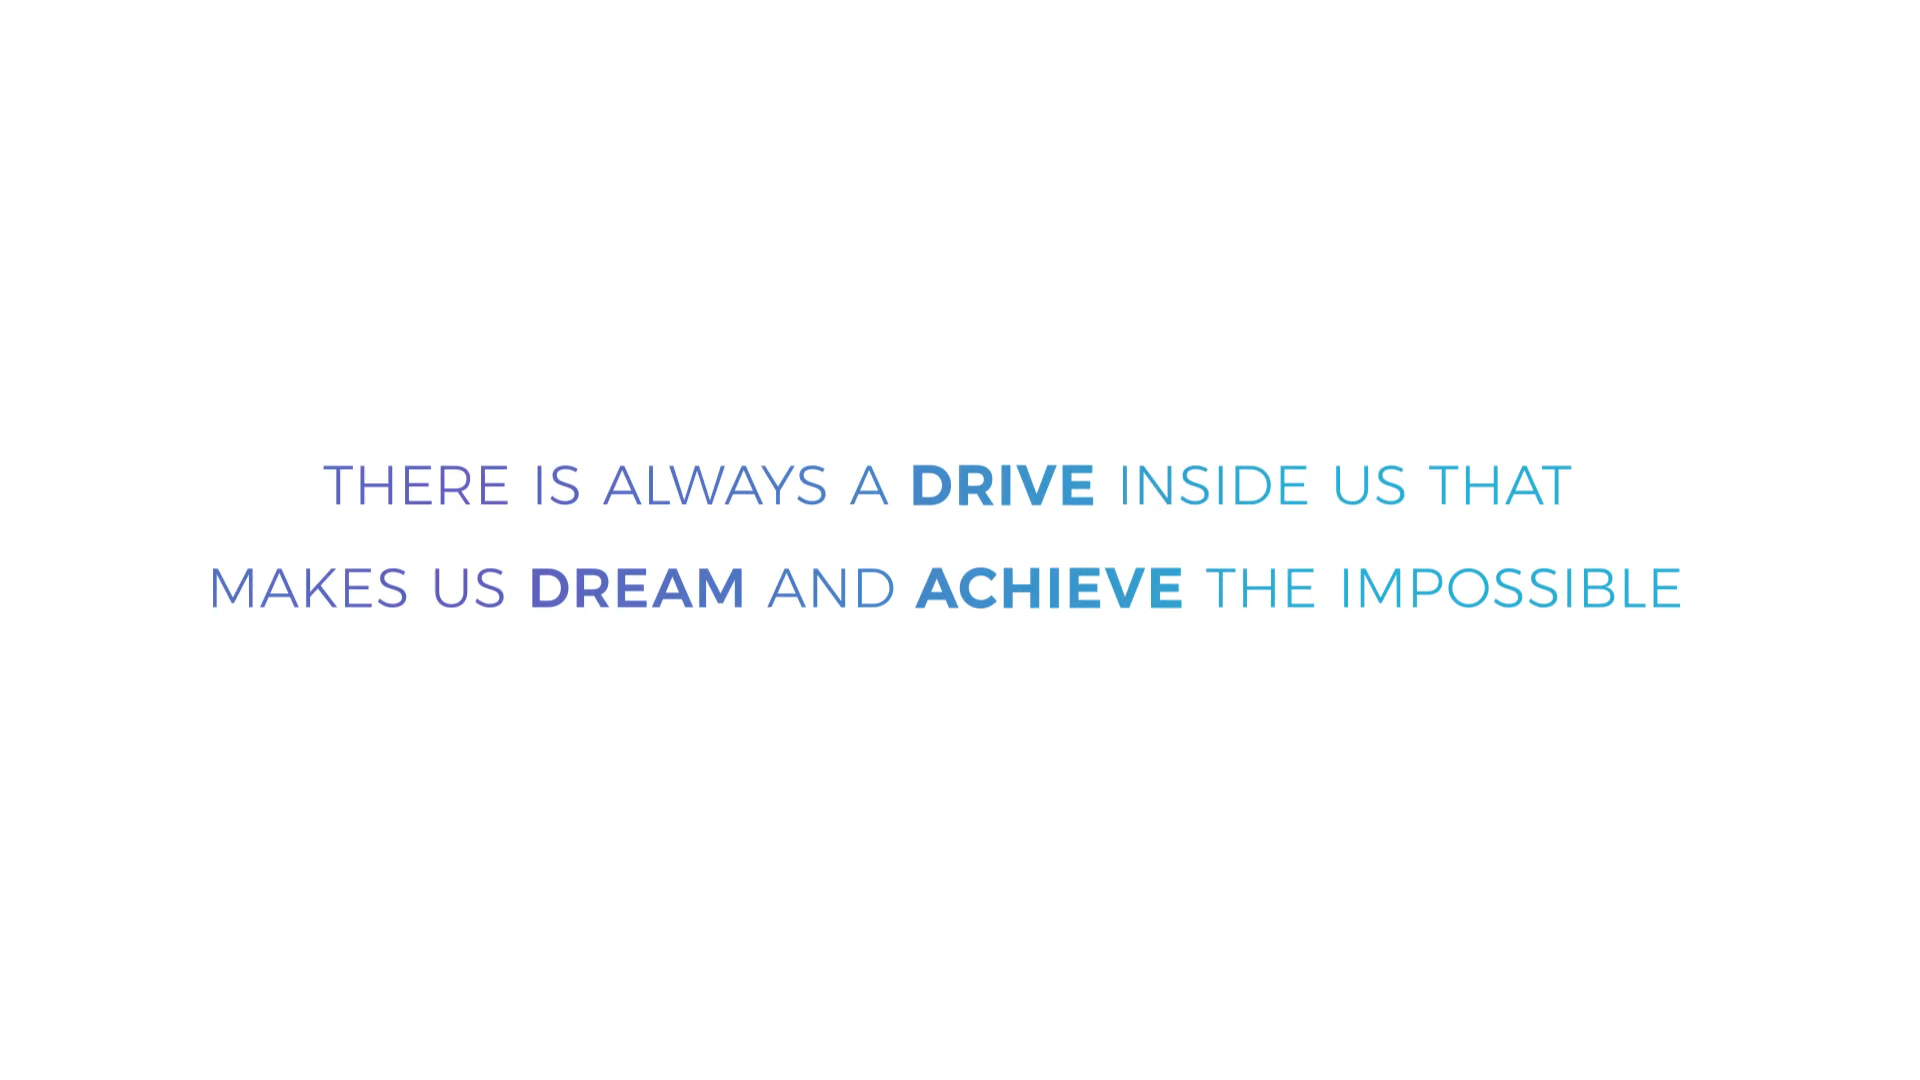 THERE IS ALWAYS A DRIVE INSIDE US THAT
MAKES US DREAM AND ACHIEVE THE IMPOSSIBLE